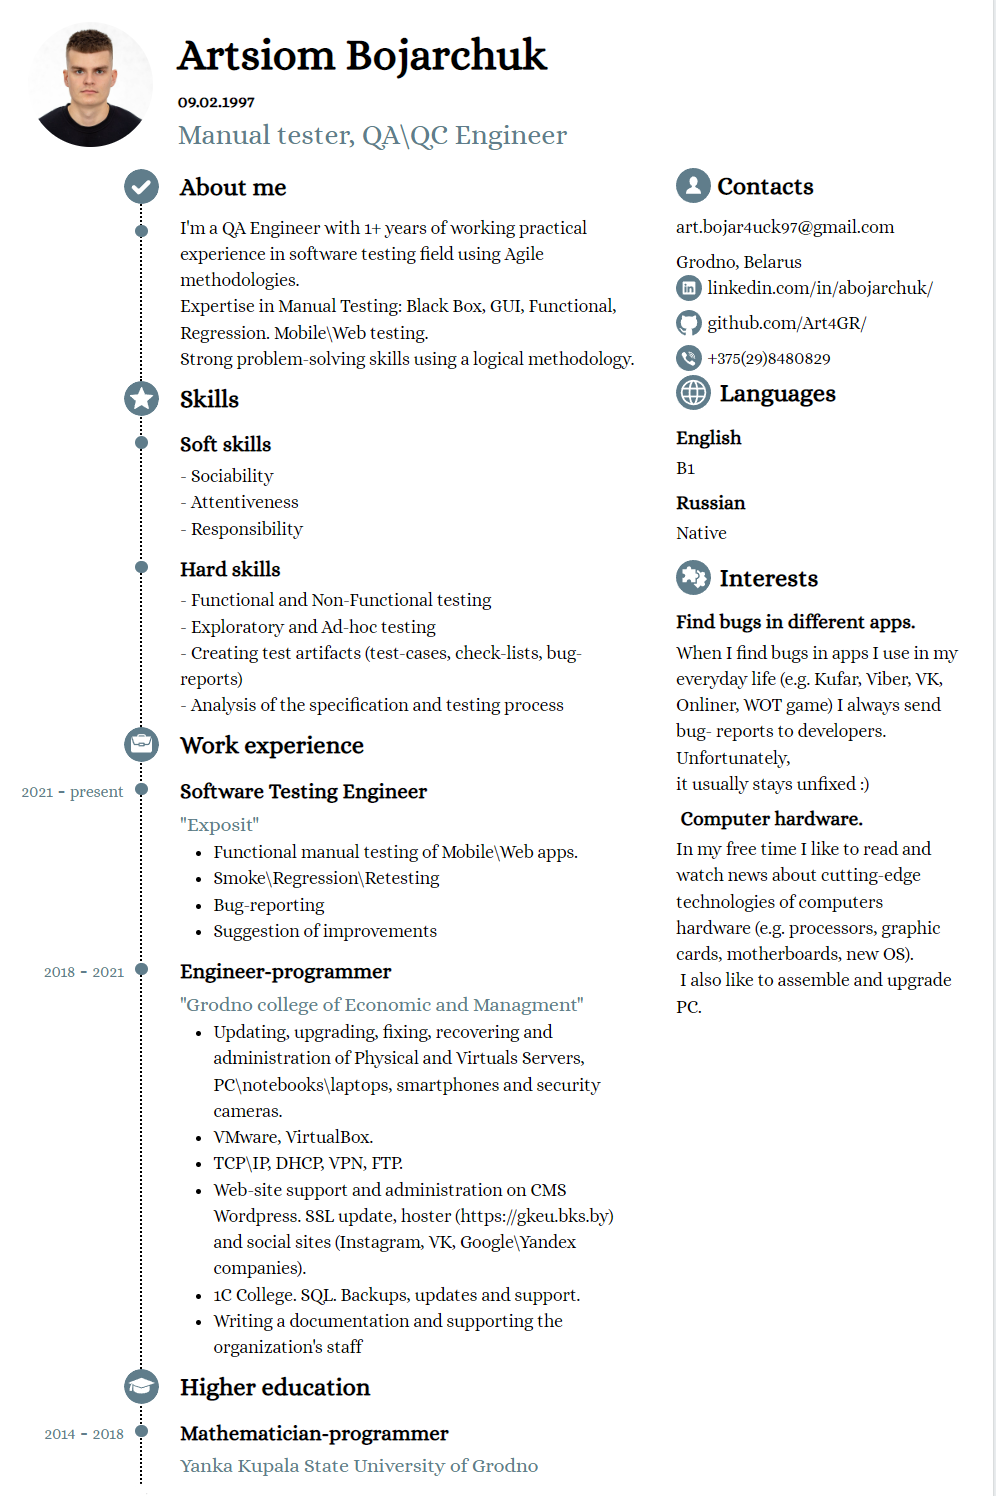 Artsiom Bojarchuk
09.02.1997
Manual tester, QA\QC Engineer
About me
I'm a QA Engineer with 1+ years of working practical
experience in software testing field using Agile
methodologies.
Expertise in Manual Testing: Black Box, GUI, Functional,
Regression. Mobile\Web testing.
Strong problem-solving skills using a logical methodology.
Skills
Soft skills
- Sociability
- Attentiveness
- Responsibility
Hard skills
- Functional and Non-Functional testing
- Exploratory and Ad-hoc testing
- Creating test artifacts (test-cases, check-lists, bug-
reports)
- Analysis of the specification and testing process
Work experience
2021 - present
Software Testing Engineer
"Exposit"
• Functional manual testing of Mobile\Web apps.
• Smoke\Regression\Retesting
• Bug-reporting
• Suggestion of improvements
2018 - 2021
Engineer-programmer
"Grodno college of Economic and Managment"
• Updating, upgrading, fixing, recovering and
administration of Physical and Virtuals Servers,
PC\notebooks\laptops, smartphones and security
cameras.
• VMware, VirtualBox.
• TCP\IP, DHCP, VPN, FTP.
• Web-site support and administration on CMS
Wordpress. SSL update, hoster (https://gkeu.bks.by)
and social sites (Instagram, VK, Google\Yandex
companies).
• 1C College. SQL. Backups, updates and support.
• Writing a documentation and supporting the
organization's staff
Higher education
2014 - 2018
Mathematician-programmer
Yanka Kupala State University of Grodno
Contacts
art.bojar4uck97@gmail.com
Grodno, Belarus
linkedin.com/in/abojarchuk/
github.com/Art4GR/
+375(29)8480829
Languages
English
B1
Russian
Native
Interests
Find bugs in different apps.
When I find bugs in apps I use in my
everyday life (e.g. Kufar, Viber, VK,
Onliner, WOT game) I always send
bug- reports to developers.
Unfortunately,
it usually stays unfixed :)
Computer hardware.
In my free time I like to read and
watch news about cutting-edge
technologies of computers
hardware (e.g. processors, graphic
cards, motherboards, new OS).
I also like to assemble and upgrade
PC.